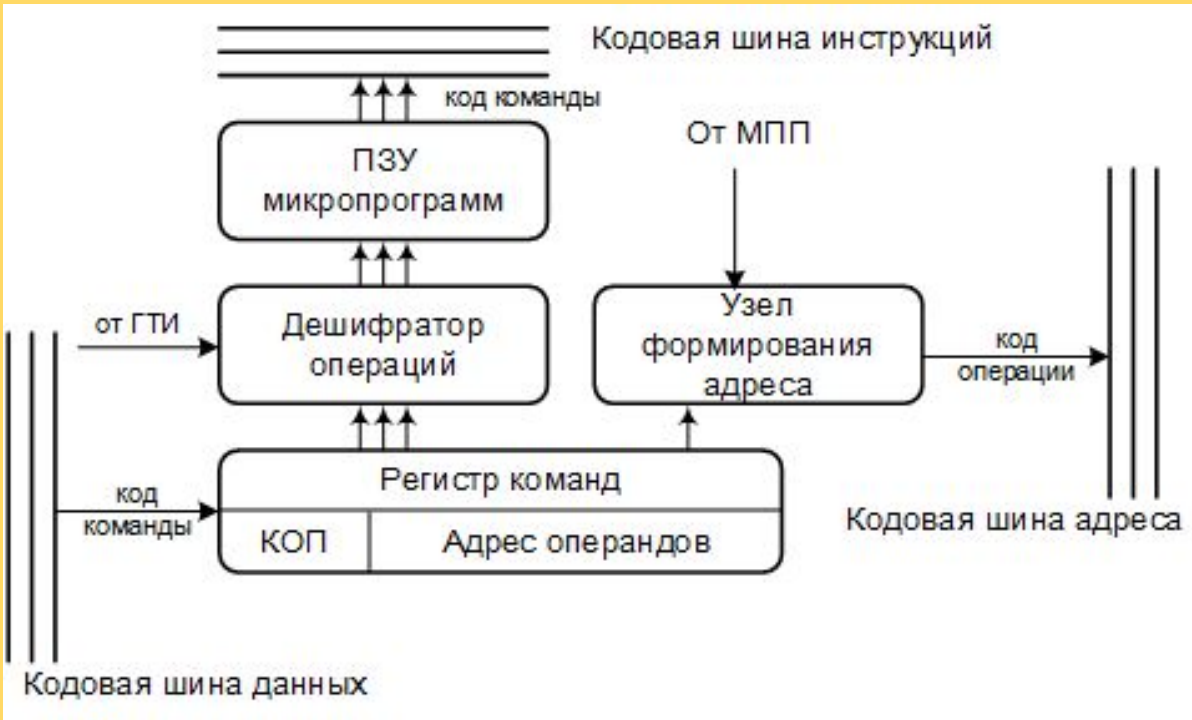 Кодовая шина инструкций
код команды
От МПП
ПЗУ
микропрограмм
от ГТИ
Дешифратор
операций
Узел
формирования
адреса
код
операции
Регистр команд
код
команды
КОП
Адрес операндов
Кодовая шина адреса
Кодовая шина данных